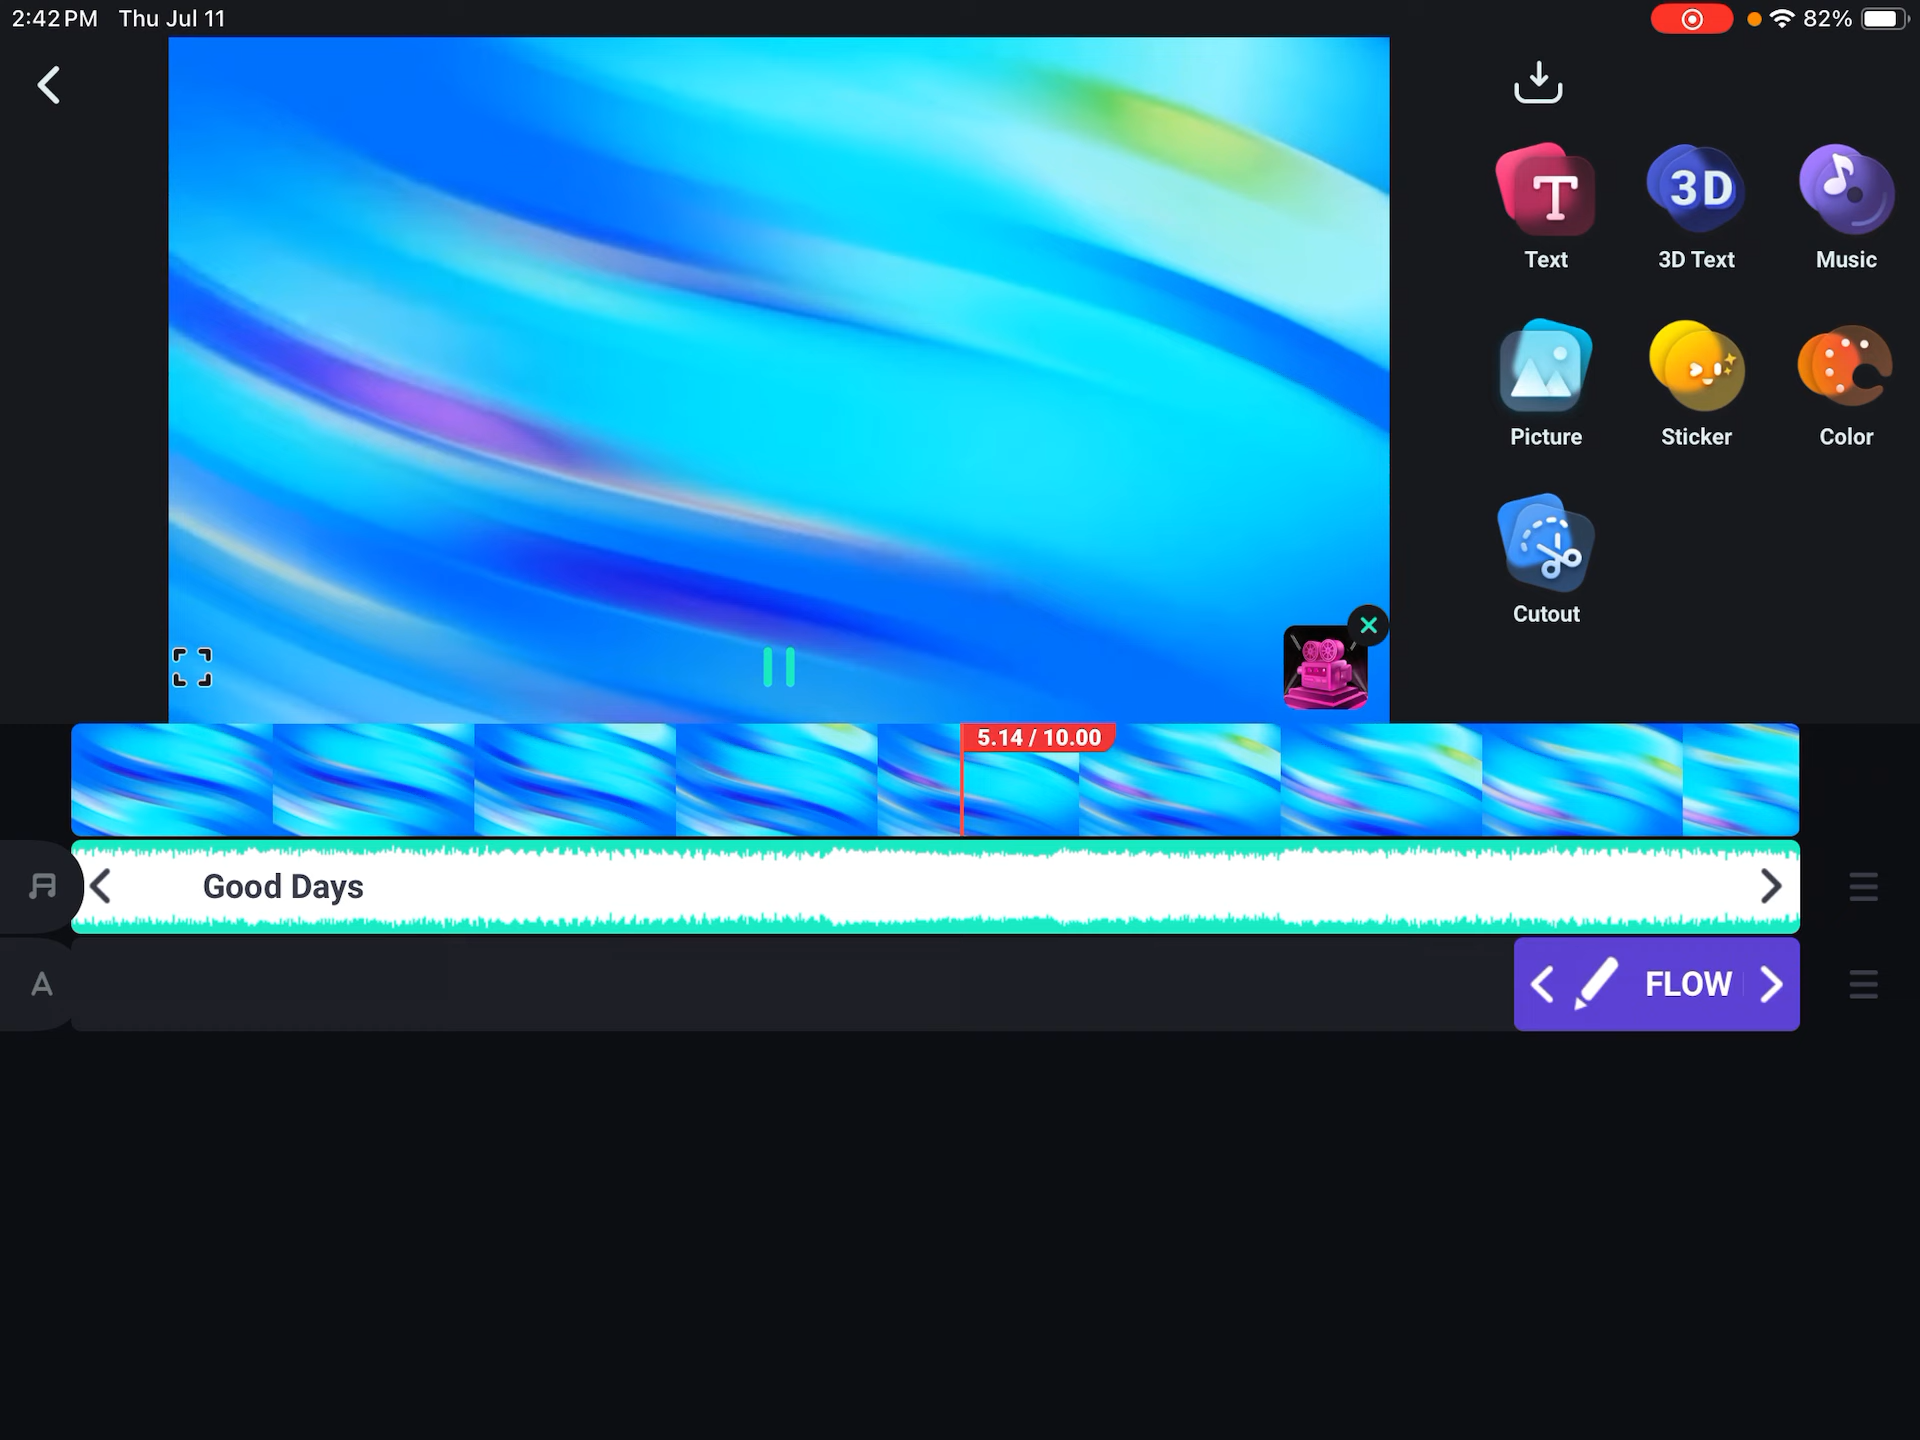 2:42 PM Thu Jul 11 82%
T 3D
Text 3D Text Music
Picture Sticker Color
Cutout
5.14 / 10.00
Good Days
A FLOW